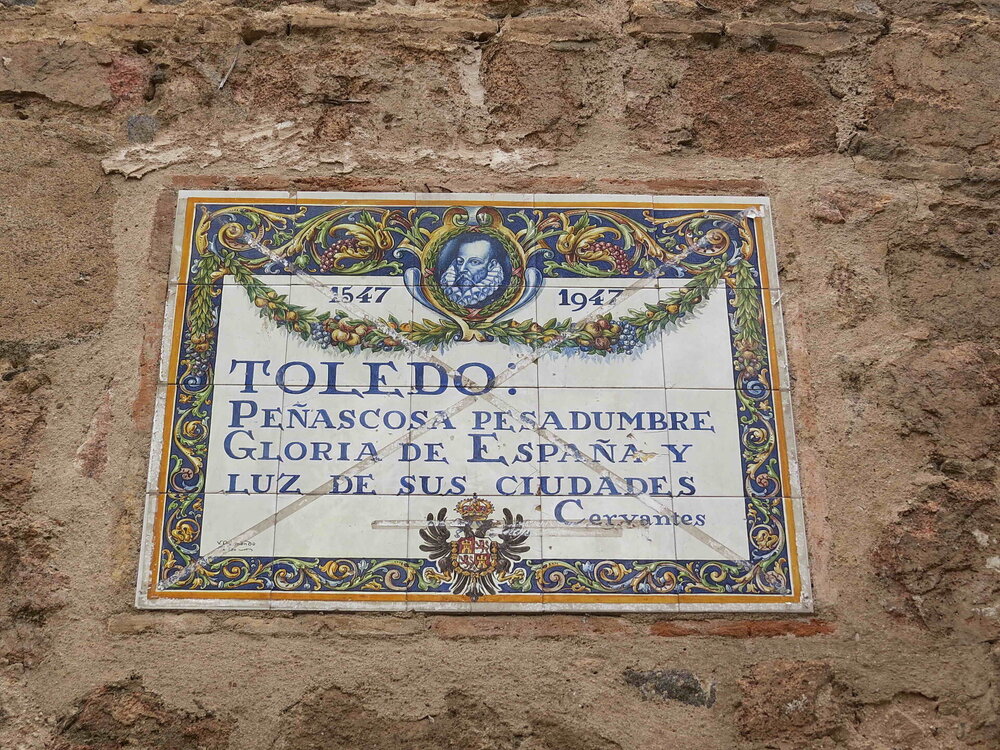 1547 1947
TOLEDO:
PEÑASCOSA PESADUMBRE
GLORIA DE ESPAÑA Y
LUZ DE SUS CIUDADES
Cervantes